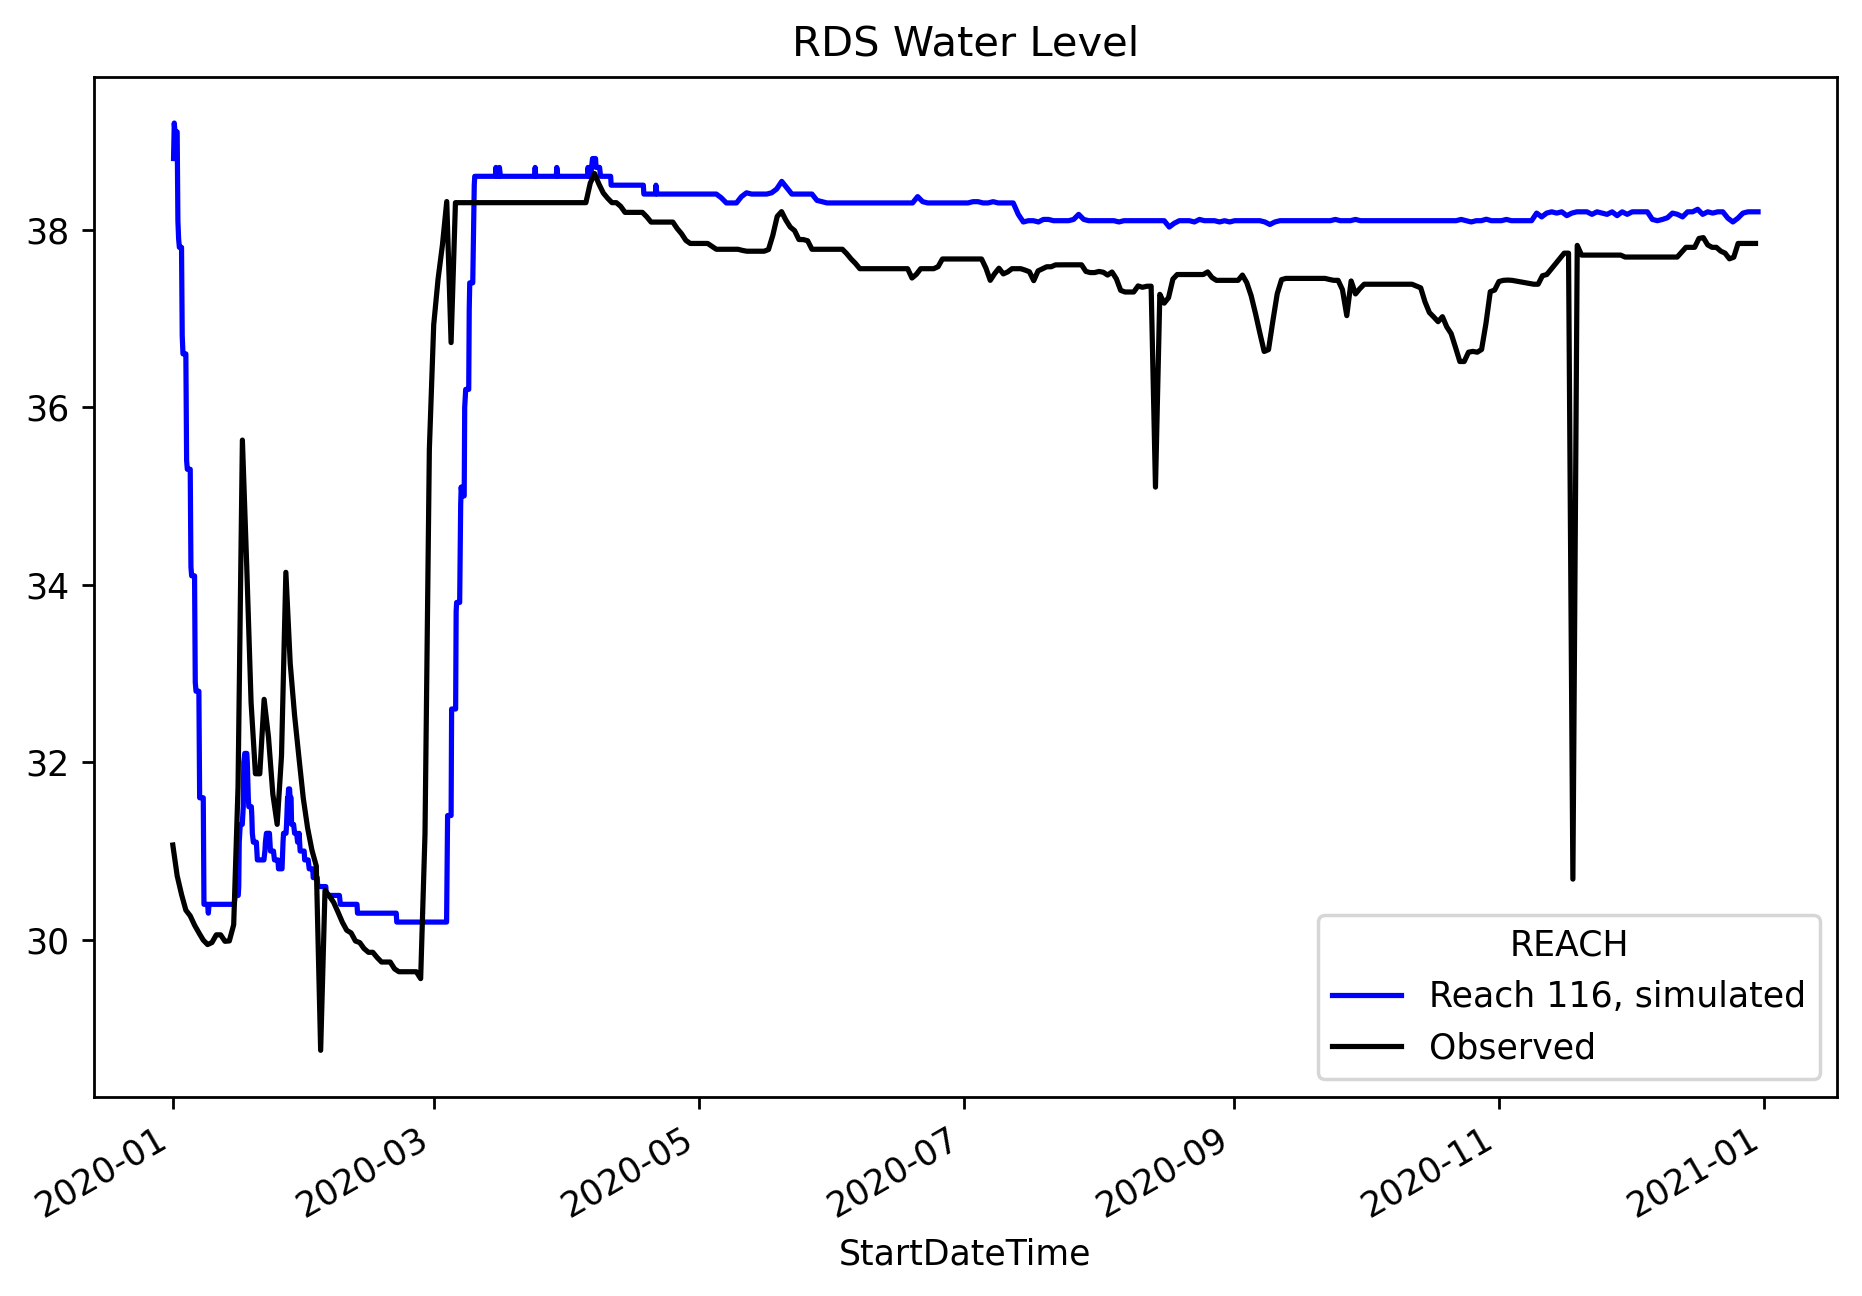 RDS Water Level
38
36
34
32
30
2020-01
2020-03
2020-05
2020-07
2020-09
2020-11
2021-01
StartDateTime
REACH
Reach 116, simulated
Observed